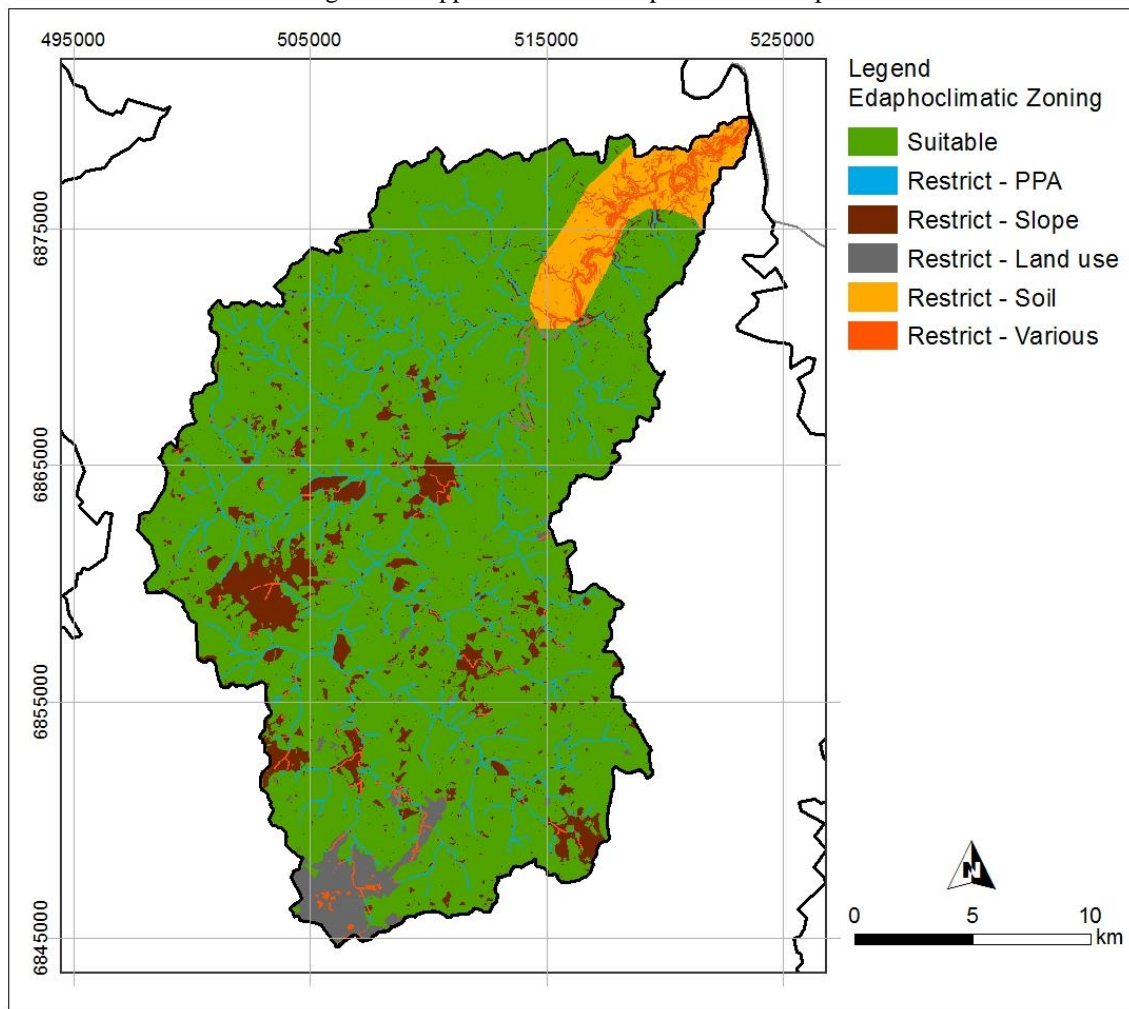 495000 505000 515000 525000
6875000
6865000
6855000
6845000
Legend
Edaphoclimatic Zoning
Suitable
Restrict - PPA
Restrict - Slope
Restrict - Land use
Restrict - Soil
Restrict - Various
N
0 5 10
km